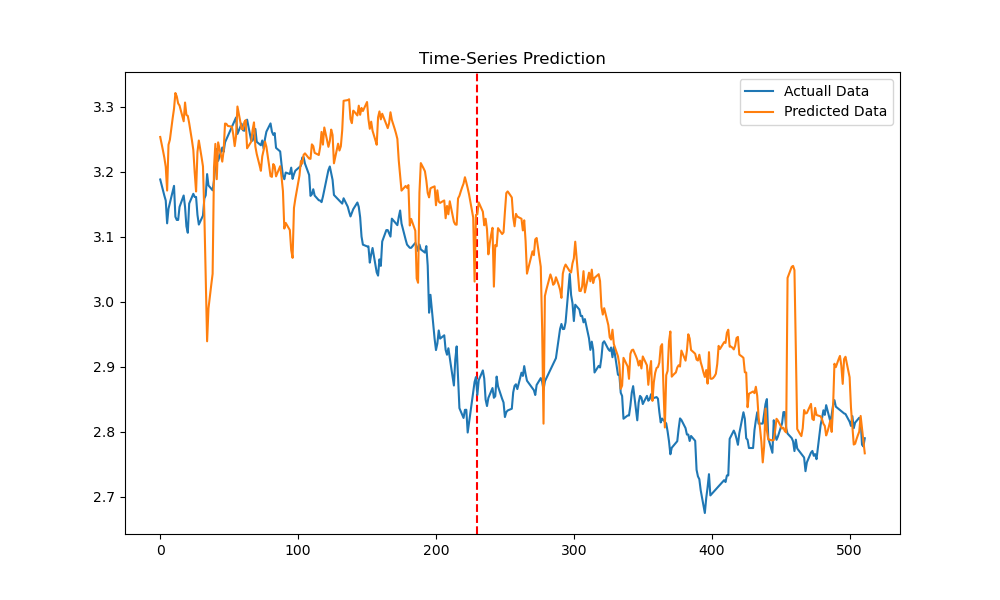 Time-Series Prediction
Actuall Data
Predicted Data
3.3
3.2
3.1
3.0
2.9
2.8
2.7
0 100 200 300 400 500